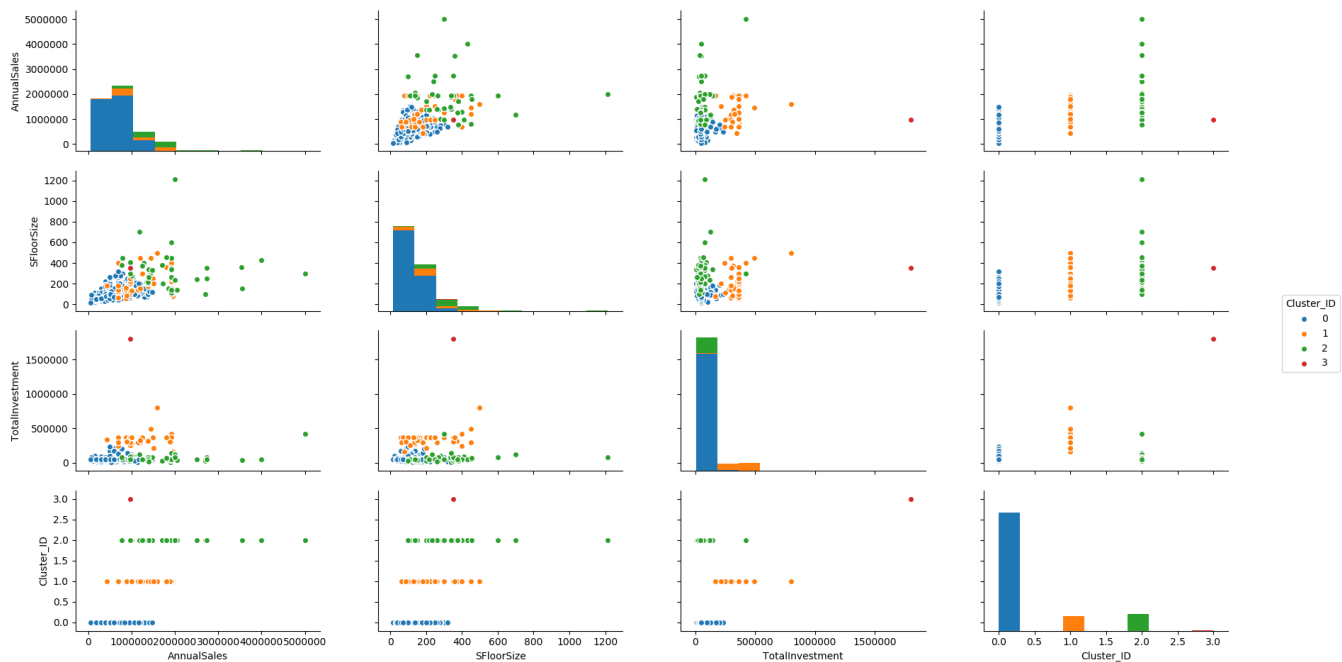 5000000
4000000
3000000
2000000
1000000
0
AnnualSales
1200
1000
800
600
400
200
0
SFloorSize
1500000
1000000
500000
0
TotalInvestment
3.0
2.5
2.0
1.5
1.0
0.5
0.0
Cluster_ID
0 1000000 2000000 3000000 4000000 5000000
AnnualSales
0 200 400 600 800 1000 1200
SFloorSize
0 500000 1500000
TotalInvestment
0.0 0.5 1.0 1.5 2.0 2.5 3.0
Cluster_ID
Cluster_ID
0
1
2
3